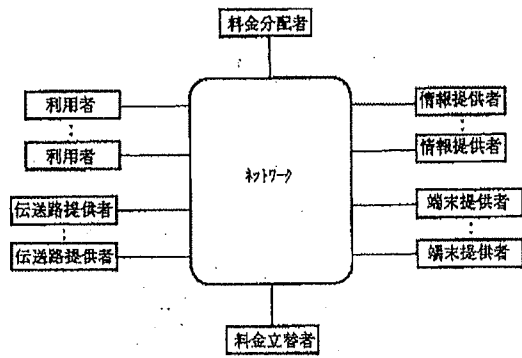 料金分配者
利用者
利用者
伝送路提供者
伝送路提供者
ネットワーク
情報提供者
情報提供者
端末提供者
端末提供者
料金立替者